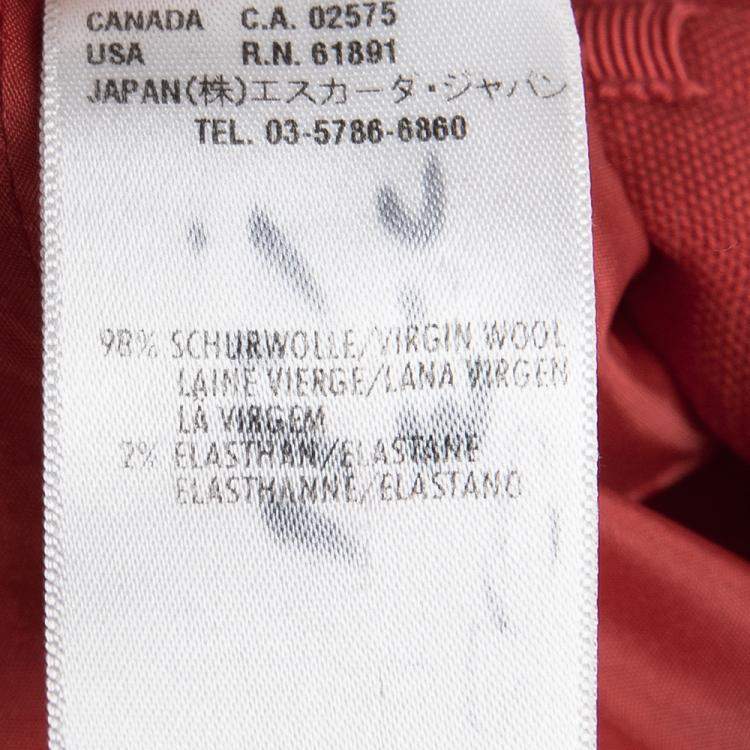 CANADA C.A. 02575
USA R.N. 61891
JAPAN(株)エスカーダ・ジャパン
TEL. 03-5786-6860
98% SCHURWOLLE/VIRGIN WOOL
LAINE VIERGE/LANA VIRGEN
LÃ VIRGEM
2% ELASTHAN/ELASTANE
ELASTHANNE/ELASTANO